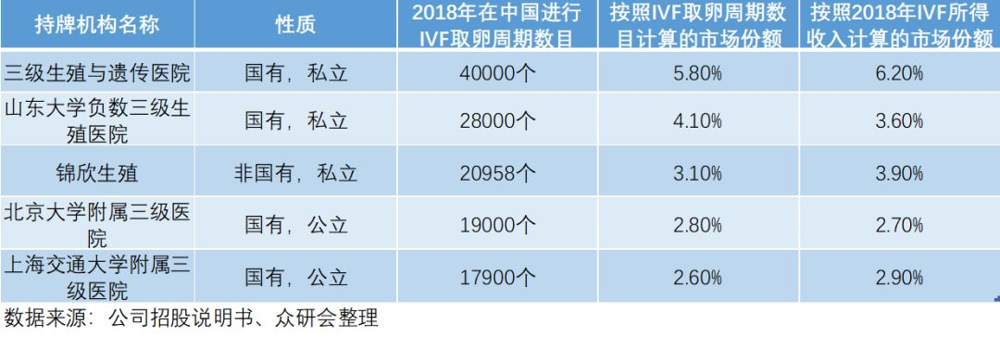 持牌机构名称
性质
2018年在中国进行
IVF取卵周期数目
按照IVF取卵周期数
目计算的市场份额
按照2018年IVF所得
收入计算的市场份额
三级生殖与遗传医院
国有，私立
40000个
5.80%
6.20%
山东大学负数三级生
殖医院
国有，私立
28000个
4.10%
3.60%
锦欣生殖
非国有，私立
20958个
3.10%
3.90%
北京大学附属三级医
院
国有，公立
19000个
2.80%
2.70%
上海交通大学附属三
级医院
国有，公立
17900个
2.60%
2.90%
数据来源：公司招股说明书、众研会整理